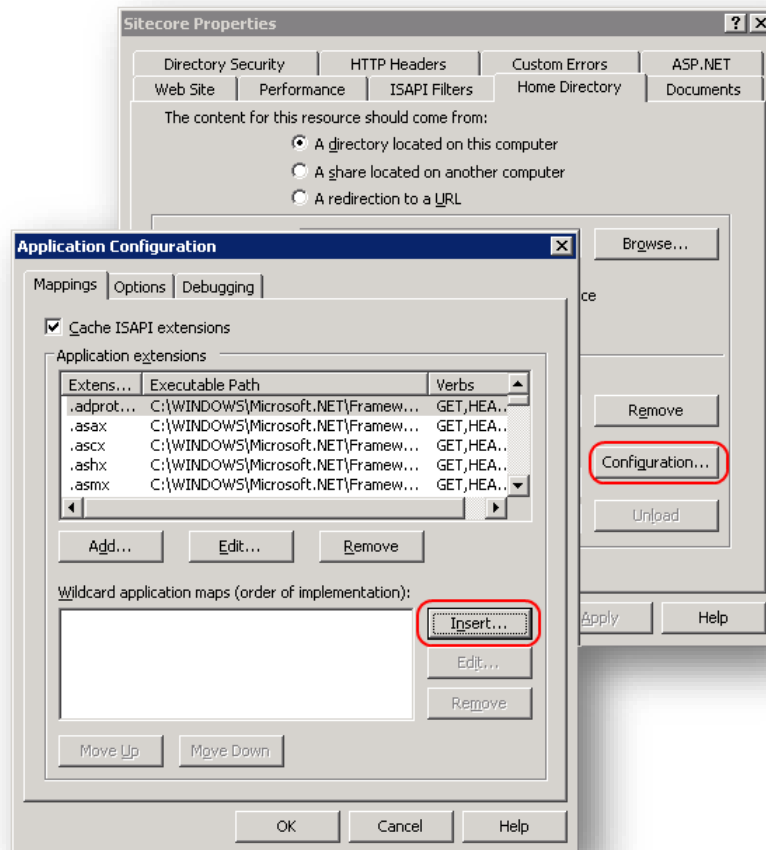 Sitecore Properties
Directory Security HTTP Headers Custom Errors ASP.NET
Web Site Performance ISAPI Filters Home Directory Documents
The content for this resource should come from:
A directory located on this computer
A share located on another computer
A redirection to a URL
Browse...
ce
Remove
Configuration...
Unload
Apply Help
Application Configuration
Mappings Options Debugging
Cache ISAPI extensions
Application extensions
Extens... Executable Path Verbs
.adprot... C:\WINDOWS\Microsoft.NET\Framew... GET,HEA..
.asax C:\WINDOWS\Microsoft.NET\Framew... GET,HEA..
.ascx C:\WINDOWS\Microsoft.NET\Framew... GET,HEA..
.ashx C:\WINDOWS\Microsoft.NET\Framew... GET,HEA..
.asmx C:\WINDOWS\Microsoft.NET\Framew... GET,HEA..
Add... Edit... Remove
Wildcard application maps (order of implementation):
Insert...
Edit...
Remove
Move Up Move Down
OK Cancel Help